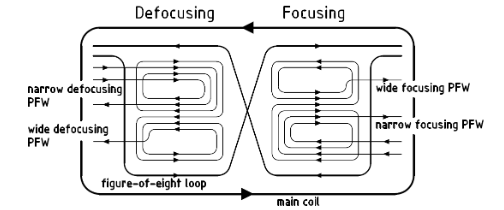 Defocusing Focusing
narrow defocusing
PFW
wide defocusing
PFW
wide focusing PFW
narrow focusing PFW
figure-of-eight loop
main coil